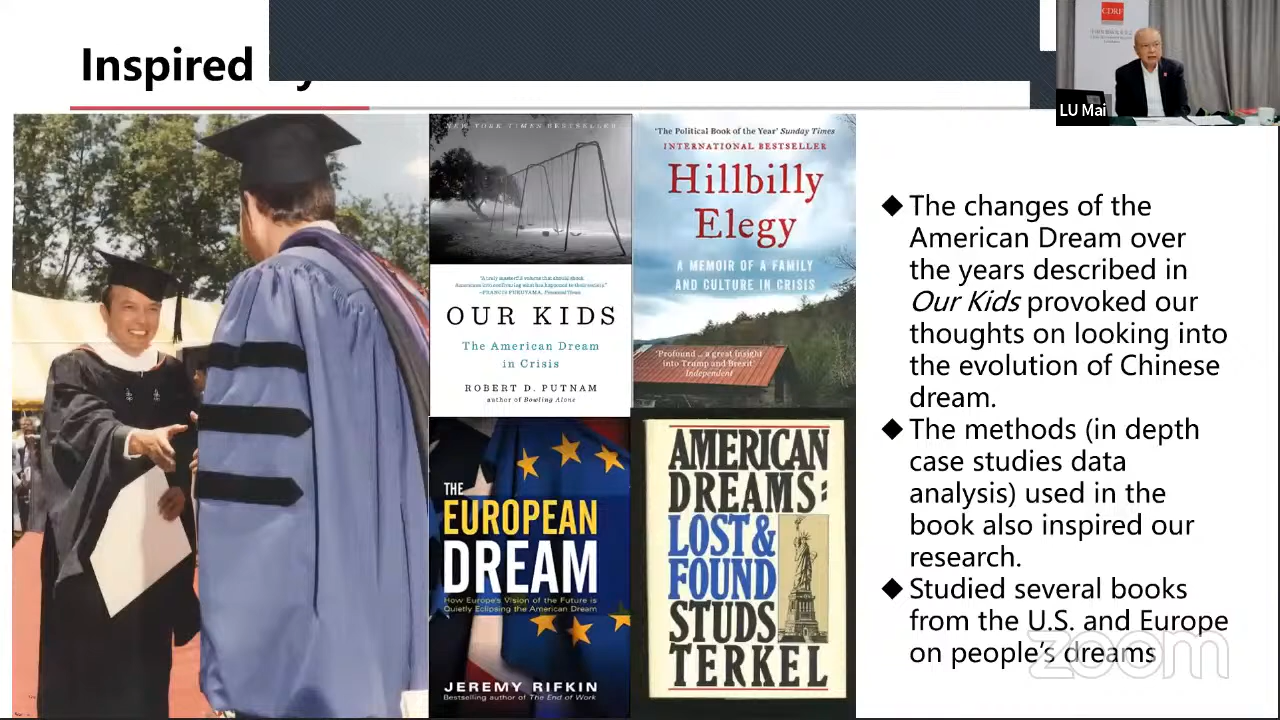 Inspired
CDRF
LU Mai
NEW YORK TIMES BESTSELLER
"A truly masterful volume that should shock
Americans into confronting what has happened to their society."
—FRANCIS FUKUYAMA, Financial Times
OUR KIDS
The American Dream
in Crisis
ROBERT D. PUTNAM
author of Bowling Alone
'The Political Book of the Year' Sunday Times
INTERNATIONAL BESTSELLER
Hillbilly
Elegy
A MEMOIR OF A FAMILY
AND CULTURE IN CRISIS
'Profound ... a great insight
into Trump and Brexit'
Independent
THE
EUROPEAN
DREAM
How Europe's Vision of the Future is
Quietly Eclipsing the American Dream
JEREMY RIFKIN
Bestselling author of The End of Work
AMERICAN
DREAMS:
LOST &
FOUND
STUDS
TERKEL
◆ The changes of the
American Dream over
the years described in
Our Kids provoked our
thoughts on looking into
the evolution of Chinese
dream.
◆ The methods (in depth
case studies data
analysis) used in the
book also inspired our
research.
◆ Studied several books
from the U.S. and Europe
on people's dreams
zoom